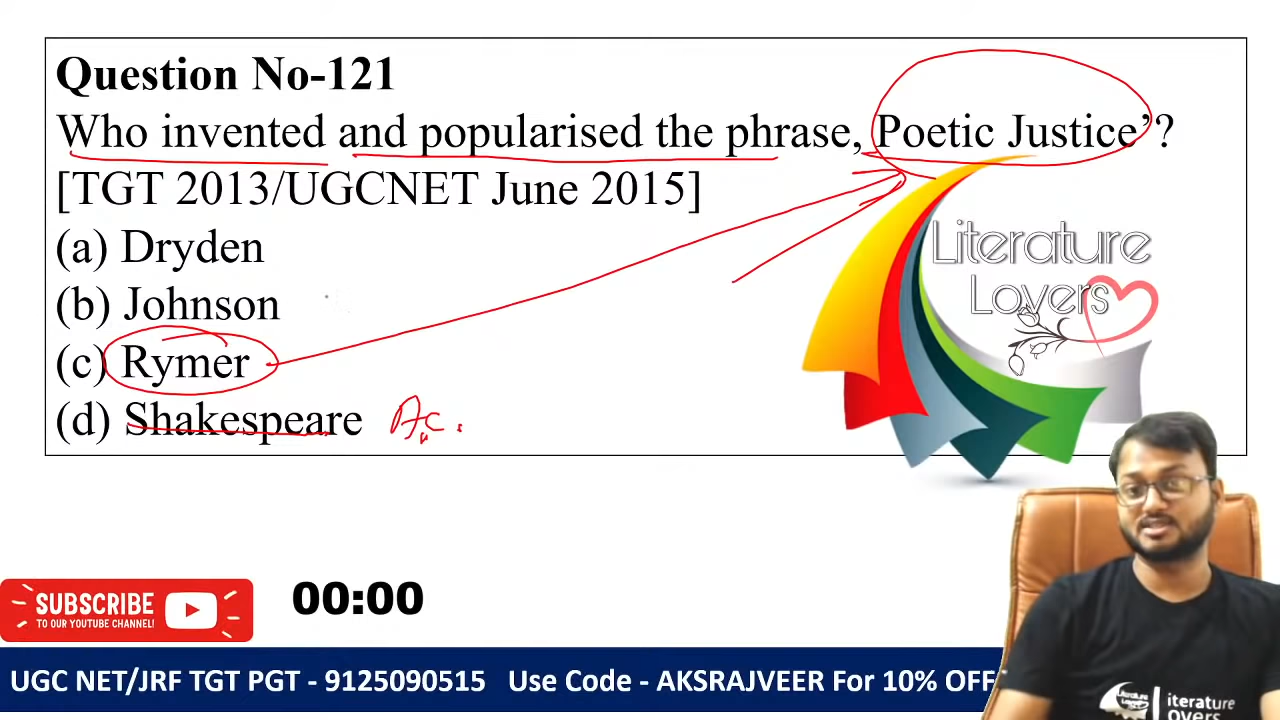 Question No-121
Who invented and popularised the phrase, Poetic Justice’?
[TGT 2013/UGCNET June 2015]
(a) Dryden
(b) Johnson
(c) Rymer
(d) Shakespeare
Literature
Lovers
SUBSCRIBE
TO OUR YOUTUBE CHANNEL!
00:00
UGC NET/JRF TGT PGT - 9125090515 Use Code - AKSRAJVEER For 10% OFF